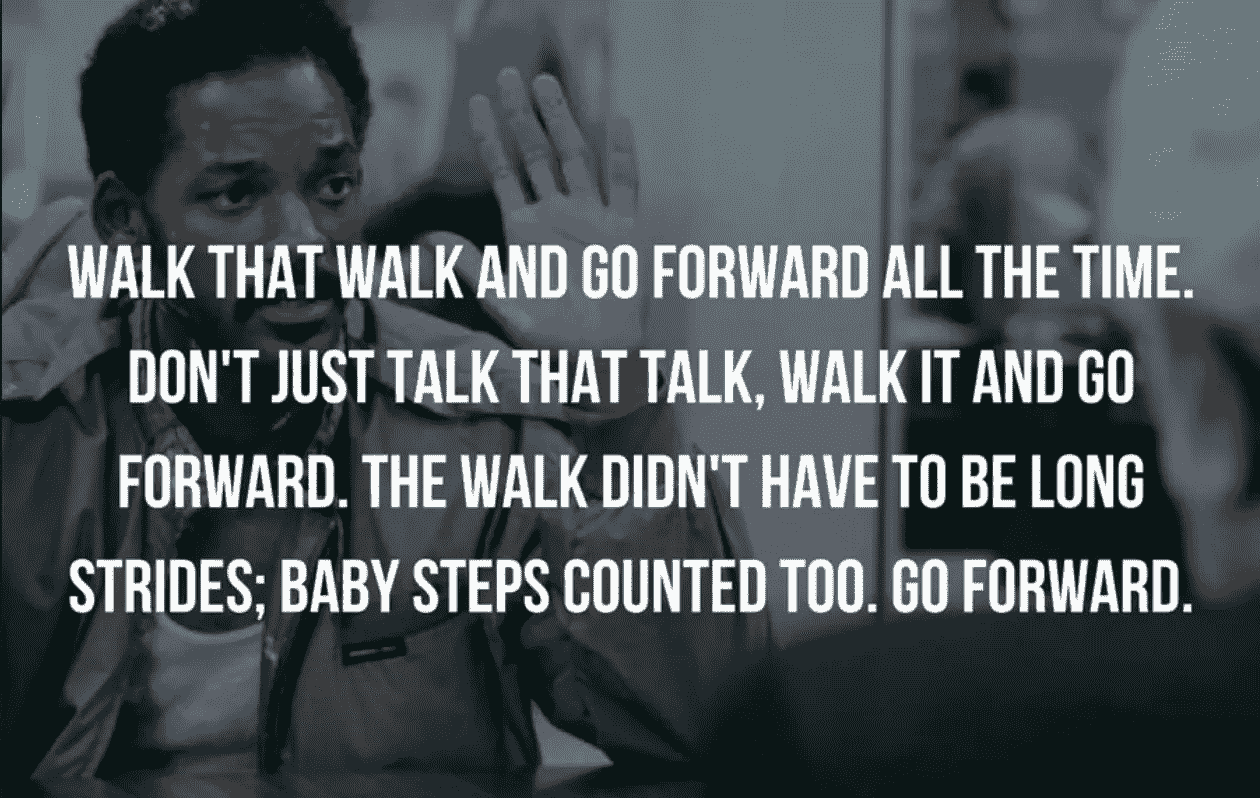 WALK THAT WALK AND GO FORWARD ALL THE TIME.
DON'T JUST TALK THAT TALK, WALK IT AND GO
FORWARD. THE WALK DIDN'T HAVE TO BE LONG
STRIDES; BABY STEPS COUNTED TOO. GO FORWARD.